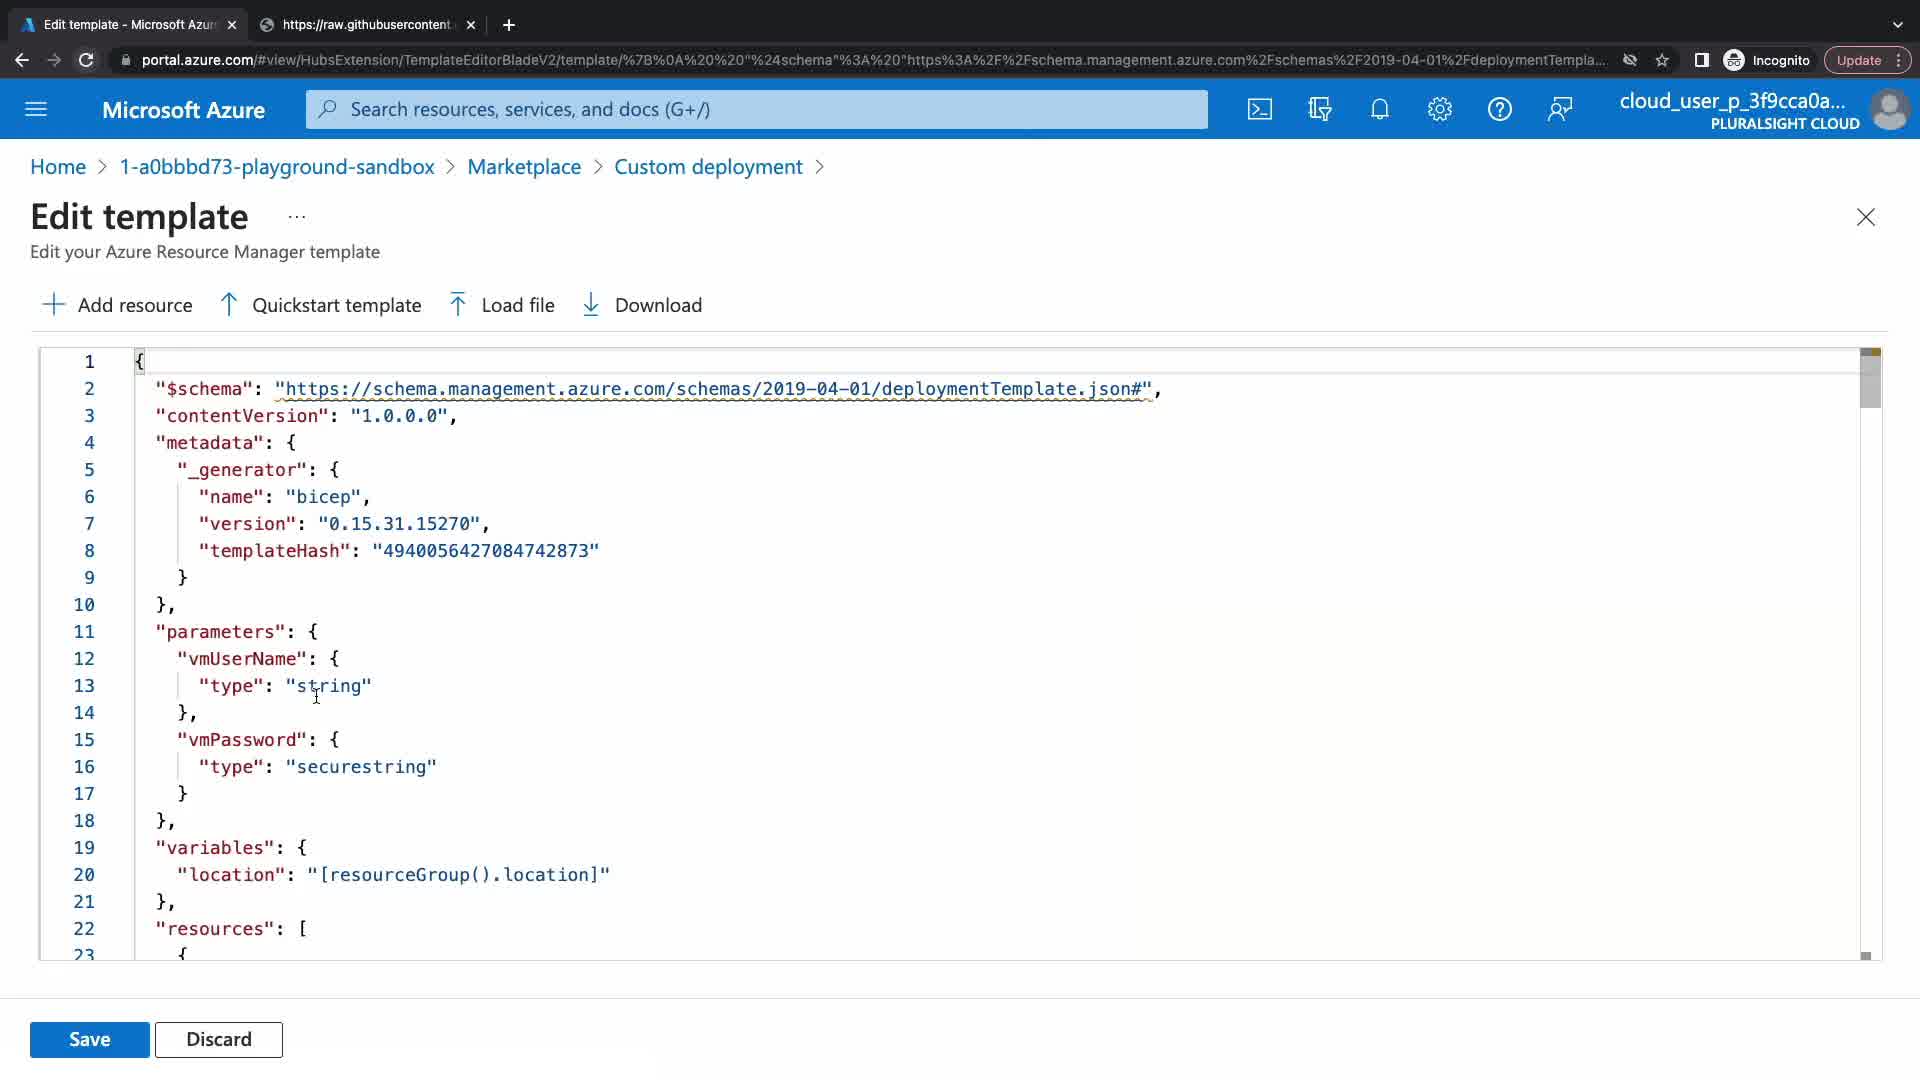 Edit template - Microsoft Azur
https://raw.githubusercontent
portal.azure.com/#view/HubsExtension/TemplateEditorBladeV2/template/%7B%0A%20%20"%24schema"%3A%20"https%3A%2F%2Fschema.management.azure.com%2Fschemas%2F2019-04-01%2FdeploymentTempla...
Incognito
Update
Microsoft Azure
Search resources, services, and docs (G+/)
cloud_user_p_3f9cca0a...
PLURALSIGHT CLOUD
Home > 1-a0bbbd73-playground-sandbox > Marketplace > Custom deployment >
Edit template ...
Edit your Azure Resource Manager template
Add resource Quickstart template Load file Download
1 {
2 "$schema": "https://schema.management.azure.com/schemas/2019-04-01/deploymentTemplate.json#",
3 "contentVersion": "1.0.0.0",
4 "metadata": {
5 "_generator": {
6 "name": "bicep",
7 "version": "0.15.31.15270",
8 "templateHash": "4940056427084742873"
9 }
10 },
11 "parameters": {
12 "vmUserName": {
13 "type": "string"
14 },
15 "vmPassword": {
16 "type": "securestring"
17 }
18 },
19 "variables": {
20 "location": "[resourceGroup().location]"
21 },
22 "resources": [
23 {
Save Discard